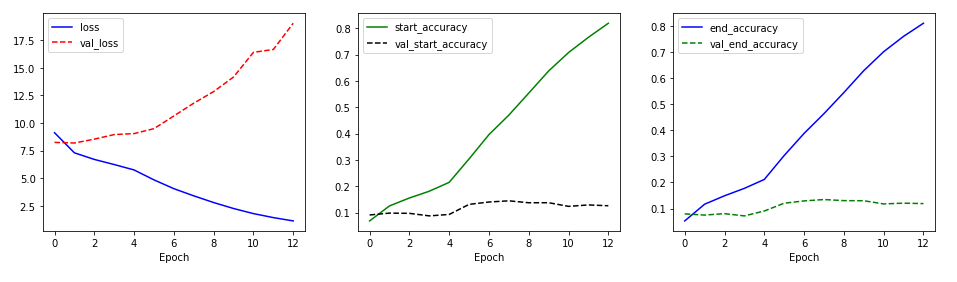 loss
val_loss
17.5
15.0
12.5
10.0
7.5
5.0
2.5
0 2 4 6 8 10 12
Epoch
start_accuracy
val_start_accuracy
0.8
0.7
0.6
0.5
0.4
0.3
0.2
0.1
0 2 4 6 8 10 12
Epoch
end_accuracy
val_end_accuracy
0.8
0.7
0.6
0.5
0.4
0.3
0.2
0.1
0 2 4 6 8 10 12
Epoch